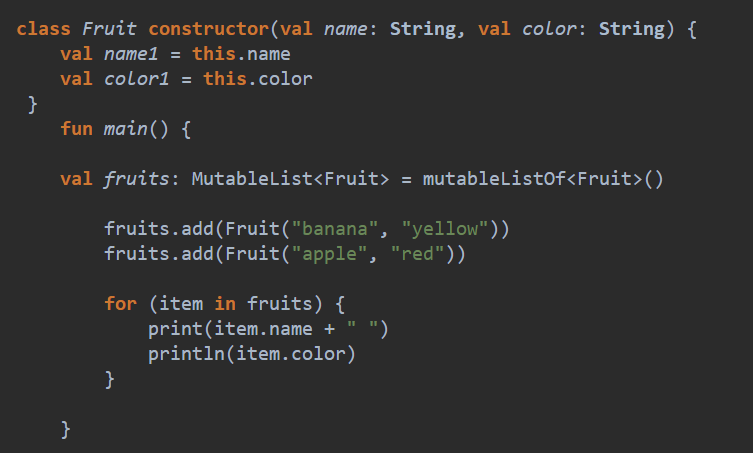 class Fruit constructor(val name: String, val color: String) {
    val name1 = this.name
    val color1 = this.color
 }
    fun main() {
    val fruits: MutableList<Fruit> = mutableListOf<Fruit>()
        fruits.add(Fruit("banana", "yellow"))
        fruits.add(Fruit("apple", "red"))
        for (item in fruits) {
            print(item.name + " ")
            println(item.color)
        }
    }